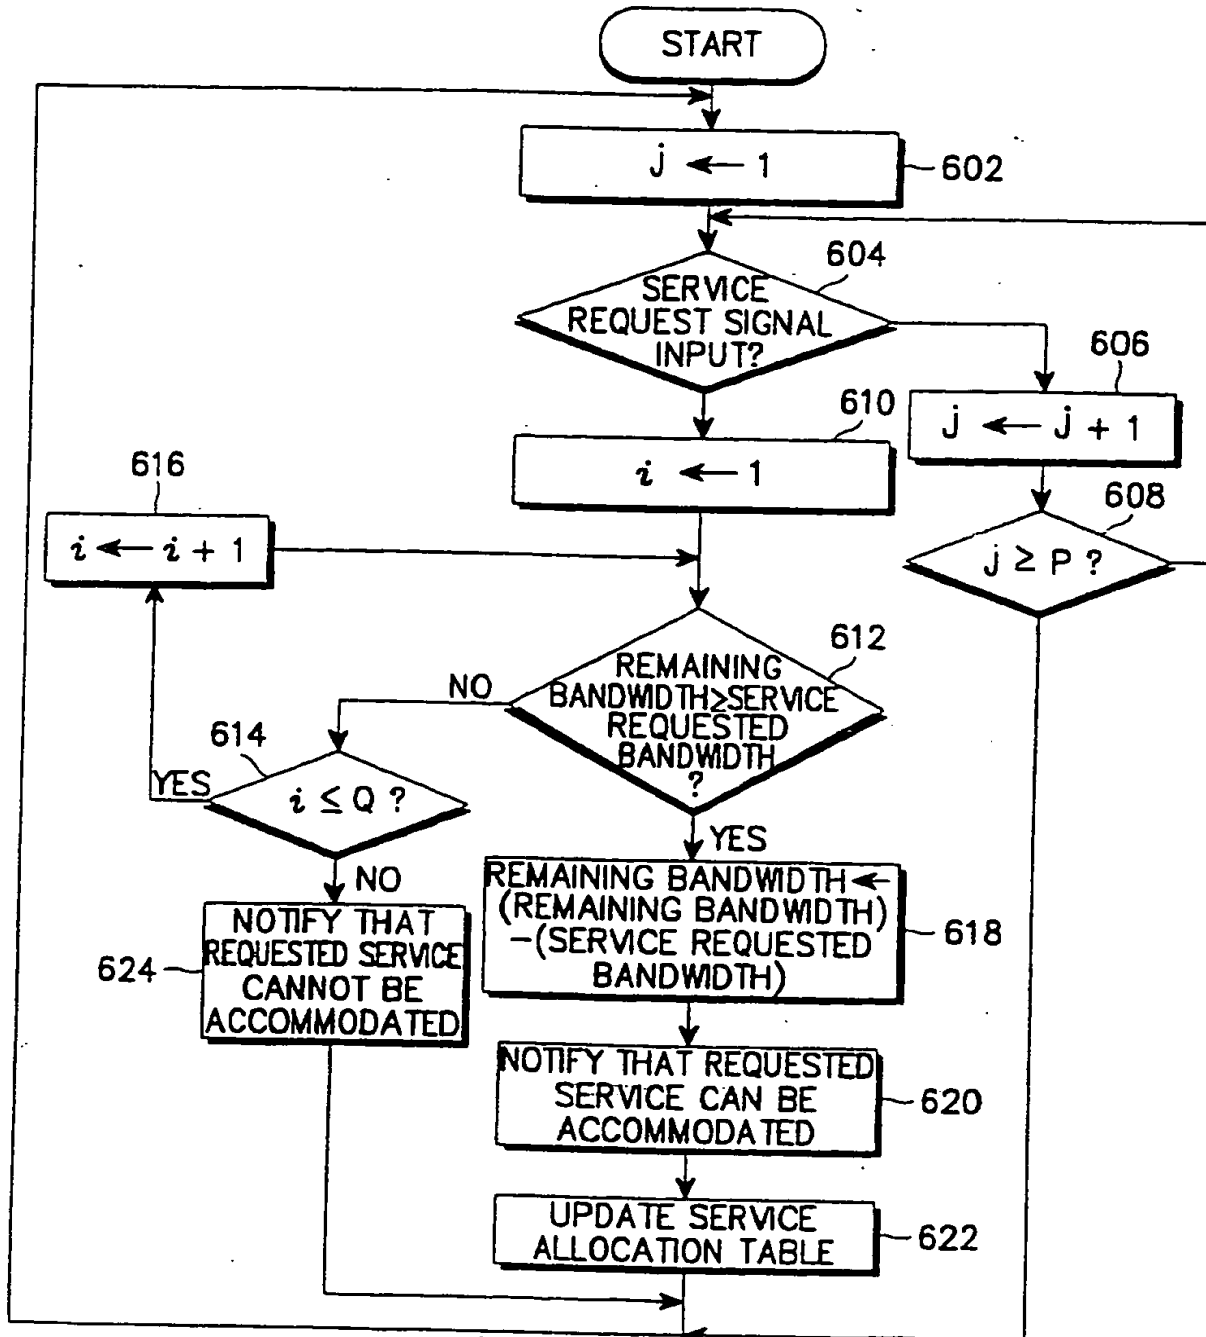 START
j ← 1
602
604
SERVICE
REQUEST SIGNAL
INPUT?
606
j ← j + 1
610
i ← 1
616
i ← i + 1
608
j ≥ P ?
612
REMAINING
BANDWIDTH≥SERVICE
REQUESTED
BANDWIDTH
?
NO
614
YES
i ≤ Q ?
YES
NO
REMAINING BANDWIDTH←
(REMAINING BANDWIDTH)
−(SERVICE REQUESTED
BANDWIDTH)
618
NOTIFY THAT
REQUESTED SERVICE
CANNOT BE
ACCOMMODATED
624
NOTIFY THAT REQUESTED
SERVICE CAN BE
ACCOMMODATED
620
UPDATE SERVICE
ALLOCATION TABLE
622